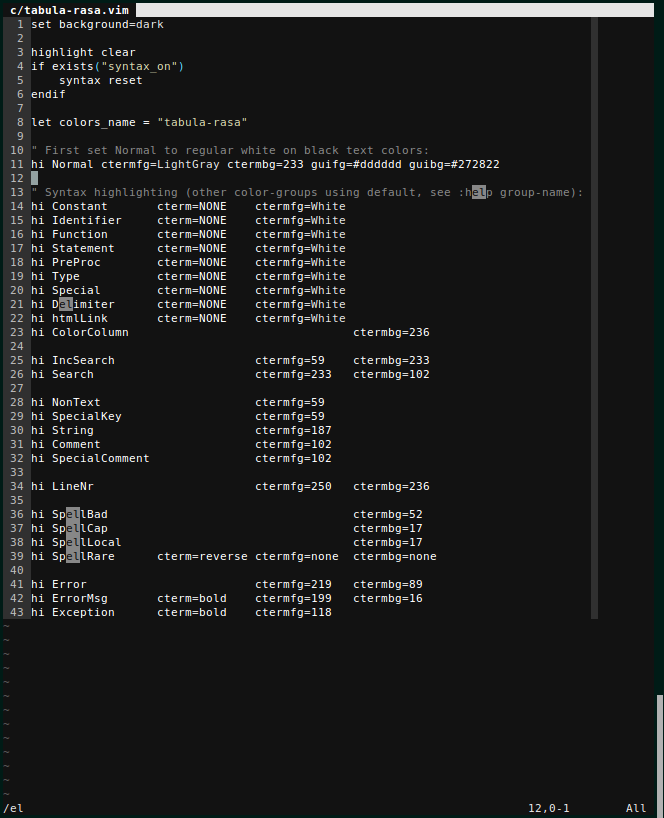 c/tabula-rasa.vim
1 set background=dark
2
3 highlight clear
4 if exists("syntax_on")
5     syntax reset
6 endif
7
8 let colors_name = "tabula-rasa"
9
10 " First set Normal to regular white on black text colors:
11 hi Normal ctermfg=LightGray ctermbg=233 guifg=#dddddd guibg=#272822
12
13 " Syntax highlighting (other color-groups using default, see :help group-name):
14 hi Constant       cterm=NONE    ctermfg=White
15 hi Identifier     cterm=NONE    ctermfg=White
16 hi Function       cterm=NONE    ctermfg=White
17 hi Statement      cterm=NONE    ctermfg=White
18 hi PreProc        cterm=NONE    ctermfg=White
19 hi Type           cterm=NONE    ctermfg=White
20 hi Special        cterm=NONE    ctermfg=White
21 hi Delimiter      cterm=NONE    ctermfg=White
22 hi htmlLink       cterm=NONE    ctermfg=White
23 hi ColorColumn                                ctermbg=236
24
25 hi IncSearch                    ctermfg=59    ctermbg=233
26 hi Search                       ctermfg=233   ctermbg=102
27
28 hi NonText                      ctermfg=59
29 hi SpecialKey                   ctermfg=59
30 hi String                       ctermfg=187
31 hi Comment                      ctermfg=102
32 hi SpecialComment               ctermfg=102
33
34 hi LineNr                       ctermfg=250   ctermbg=236
35
36 hi SpellBad                                   ctermbg=52
37 hi SpellCap                                   ctermbg=17
38 hi SpellLocal                                 ctermbg=17
39 hi SpellRare      cterm=reverse ctermfg=none  ctermbg=none
40
41 hi Error                        ctermfg=219   ctermbg=89
42 hi ErrorMsg       cterm=bold    ctermfg=199   ctermbg=16
43 hi Exception      cterm=bold    ctermfg=118
~
~
~
~
~
~
~
~
~
~
~
~
~
/el 12,0-1 All